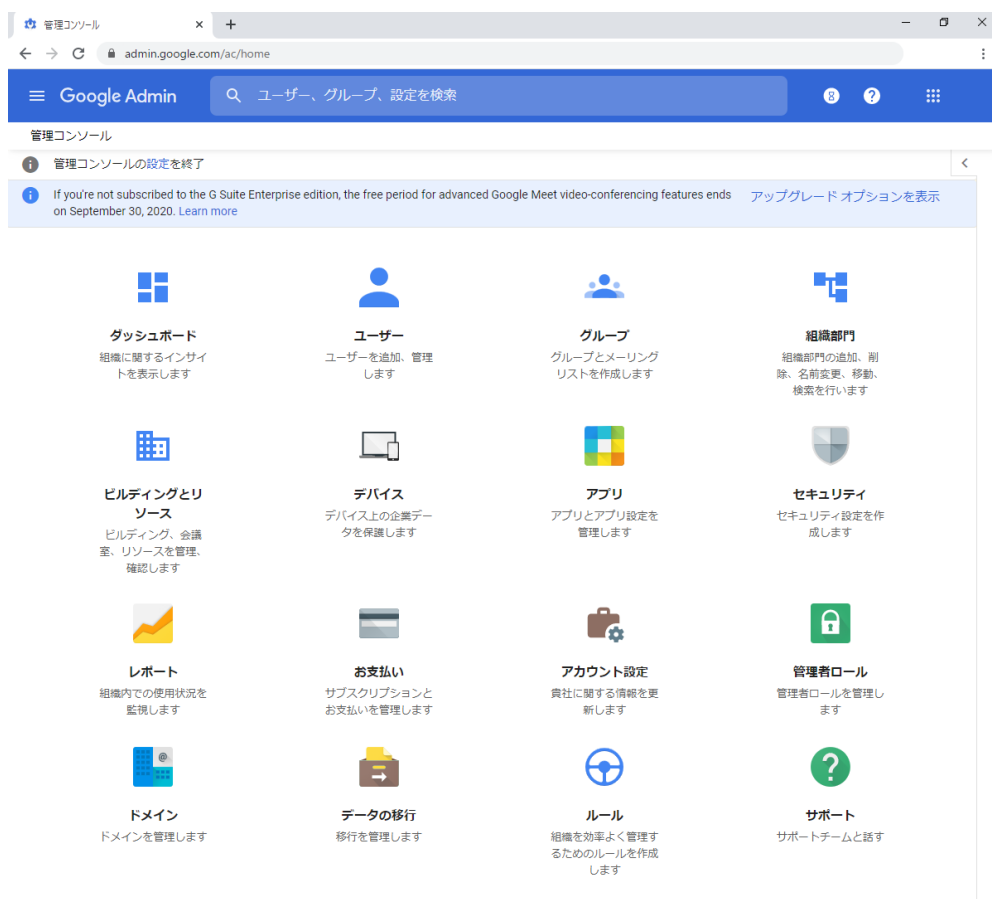 管理コンソール
admin.google.com/ac/home
Google Admin
ユーザー、グループ、設定を検索
8
?
管理コンソール
管理コンソールの設定を終了
If you're not subscribed to the G Suite Enterprise edition, the free period for advanced Google Meet video-conferencing features ends
on September 30, 2020. Learn more
アップグレード オプションを表示
ダッシュボード
組織に関するインサイ
トを表示します
ユーザー
ユーザーを追加、管理
します
グループ
グループとメーリング
リストを作成します
組織部門
組織部門の追加、削
除、名前変更、移動、
検索を行います
ビルディングとリ
ソース
ビルディング、会議
室、リソースを管理、
確認します
デバイス
デバイス上の企業デー
タを保護します
アプリ
アプリとアプリ設定を
管理します
セキュリティ
セキュリティ設定を作
成します
レポート
組織内での使用状況を
監視します
お支払い
サブスクリプションと
お支払いを管理します
アカウント設定
貴社に関する情報を更
新します
管理者ロール
管理者ロールを管理し
ます
@
ドメイン
ドメインを管理します
データの移行
移行を管理します
ルール
組織を効率よく管理す
るためのルールを作成
します
?
サポート
サポートチームと話す